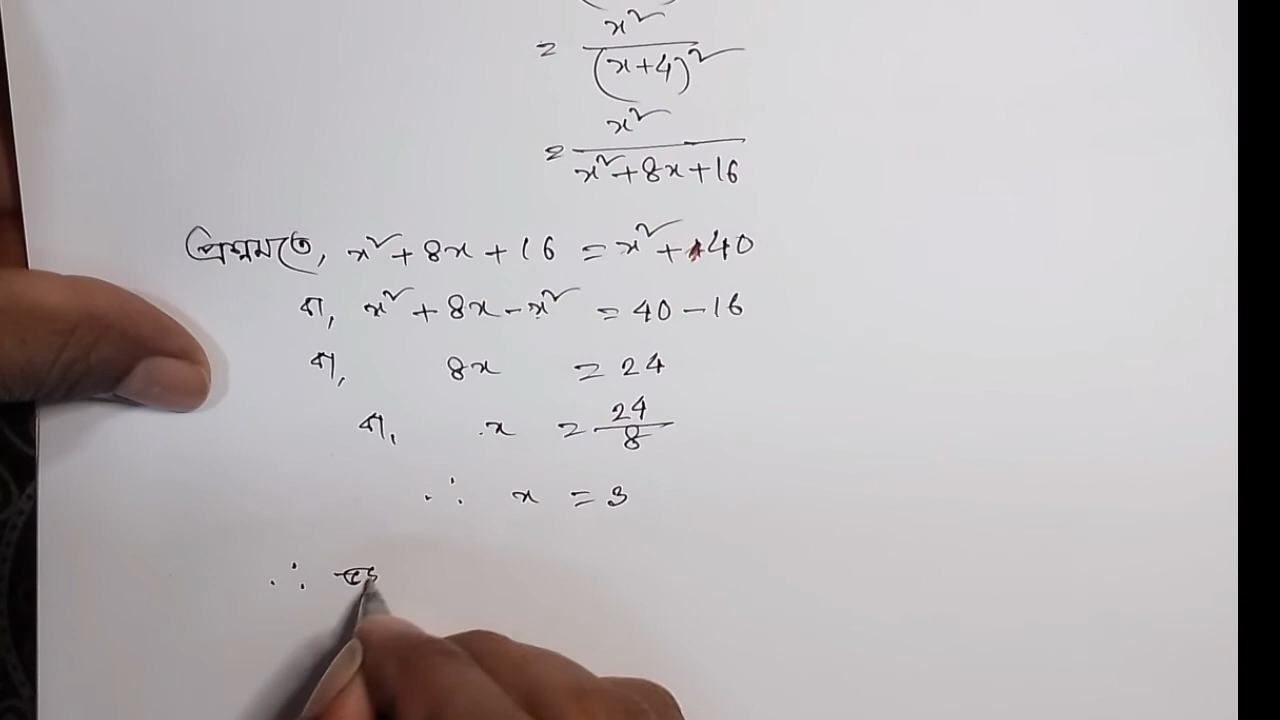 = x²/(x+4)²
= x²/x²+8x+16
প্রশ্নমতে, x²+8x+16 = x²+40
বা, x²+8x-x² = 40-16
বা, 8x = 24
বা, x = 24/8
∴ x = 3
∴